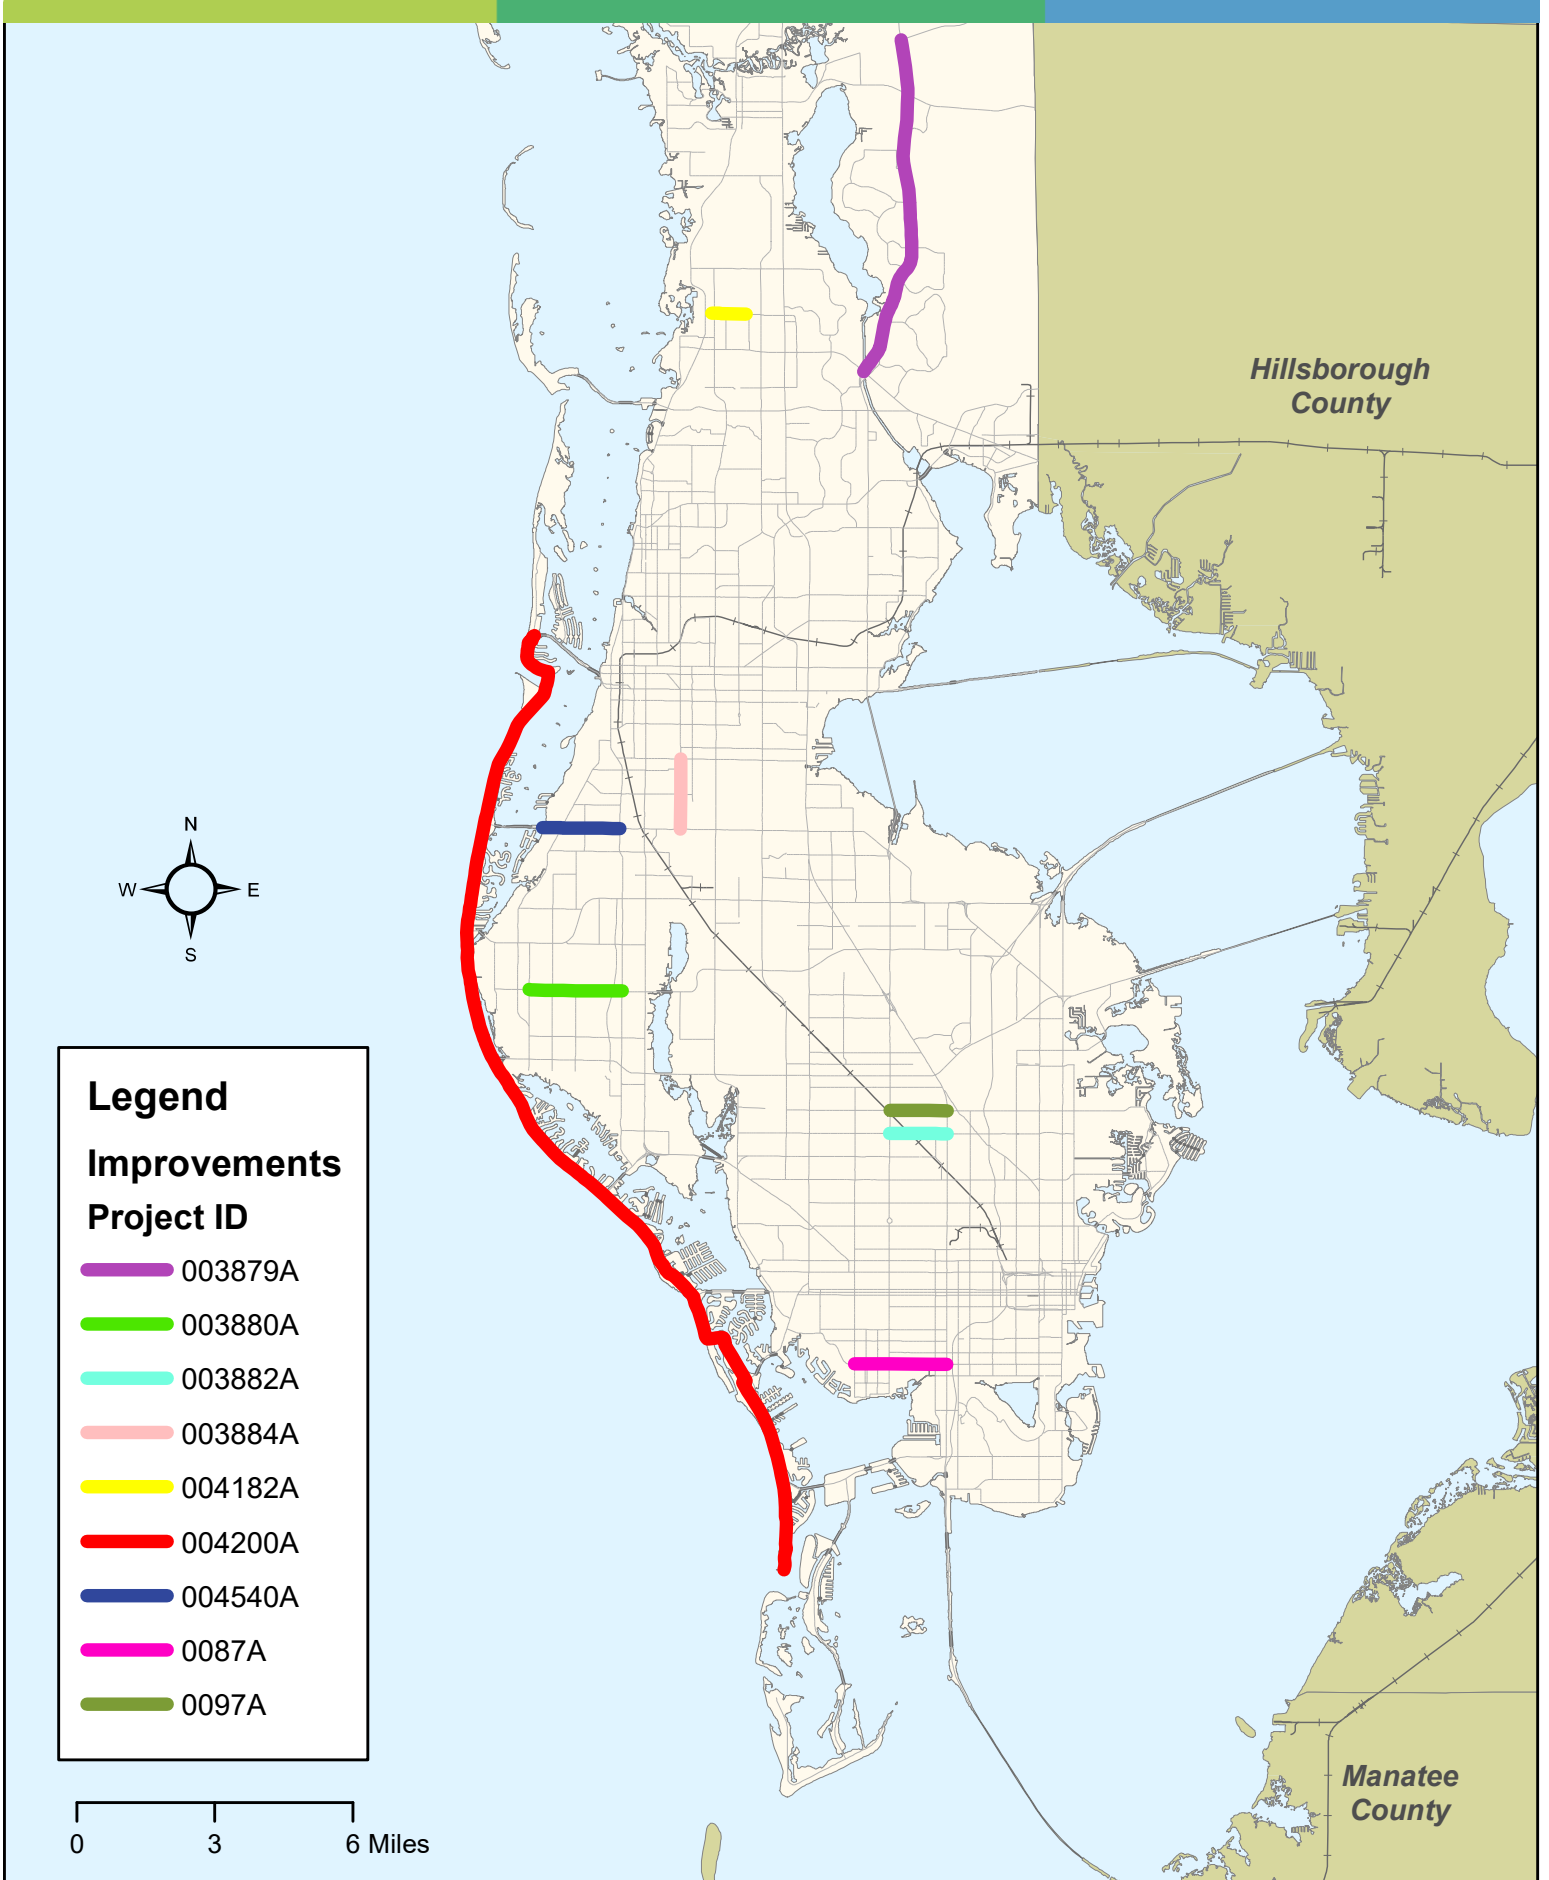 Hillsborough
County
N
W
E
S
Legend
Improvements
Project ID
003879A
003880A
003882A
003884A
004182A
004200A
004540A
0087A
0097A
0 3 6 Miles
Manatee
County